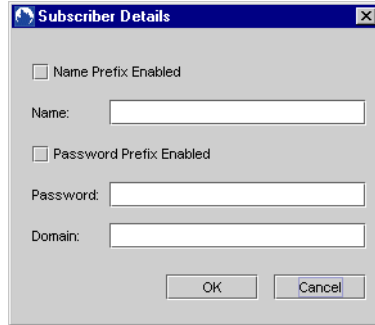 Subscriber Details
Name Prefix Enabled
Name:
Password Prefix Enabled
Password:
Domain:
OK Cancel